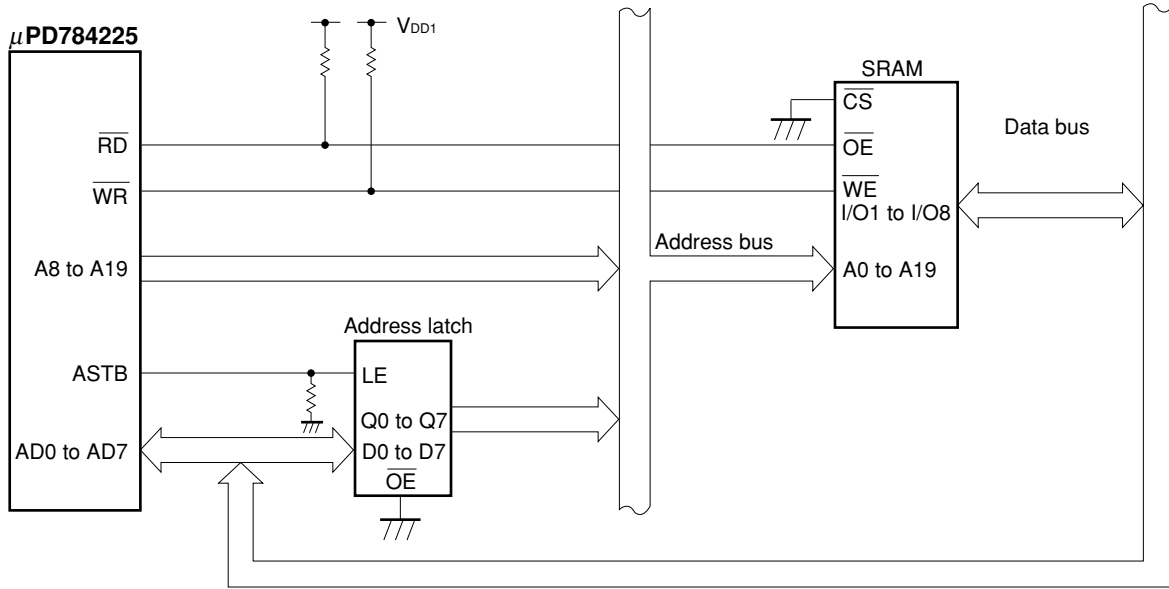 μPD784225
VDD1
SRAM
CS
RD
OE
Data bus
WR
WE
I/O1 to I/O8
Address bus
A8 to A19
A0 to A19
Address latch
ASTB
LE
Q0 to Q7
AD0 to AD7
D0 to D7
OE